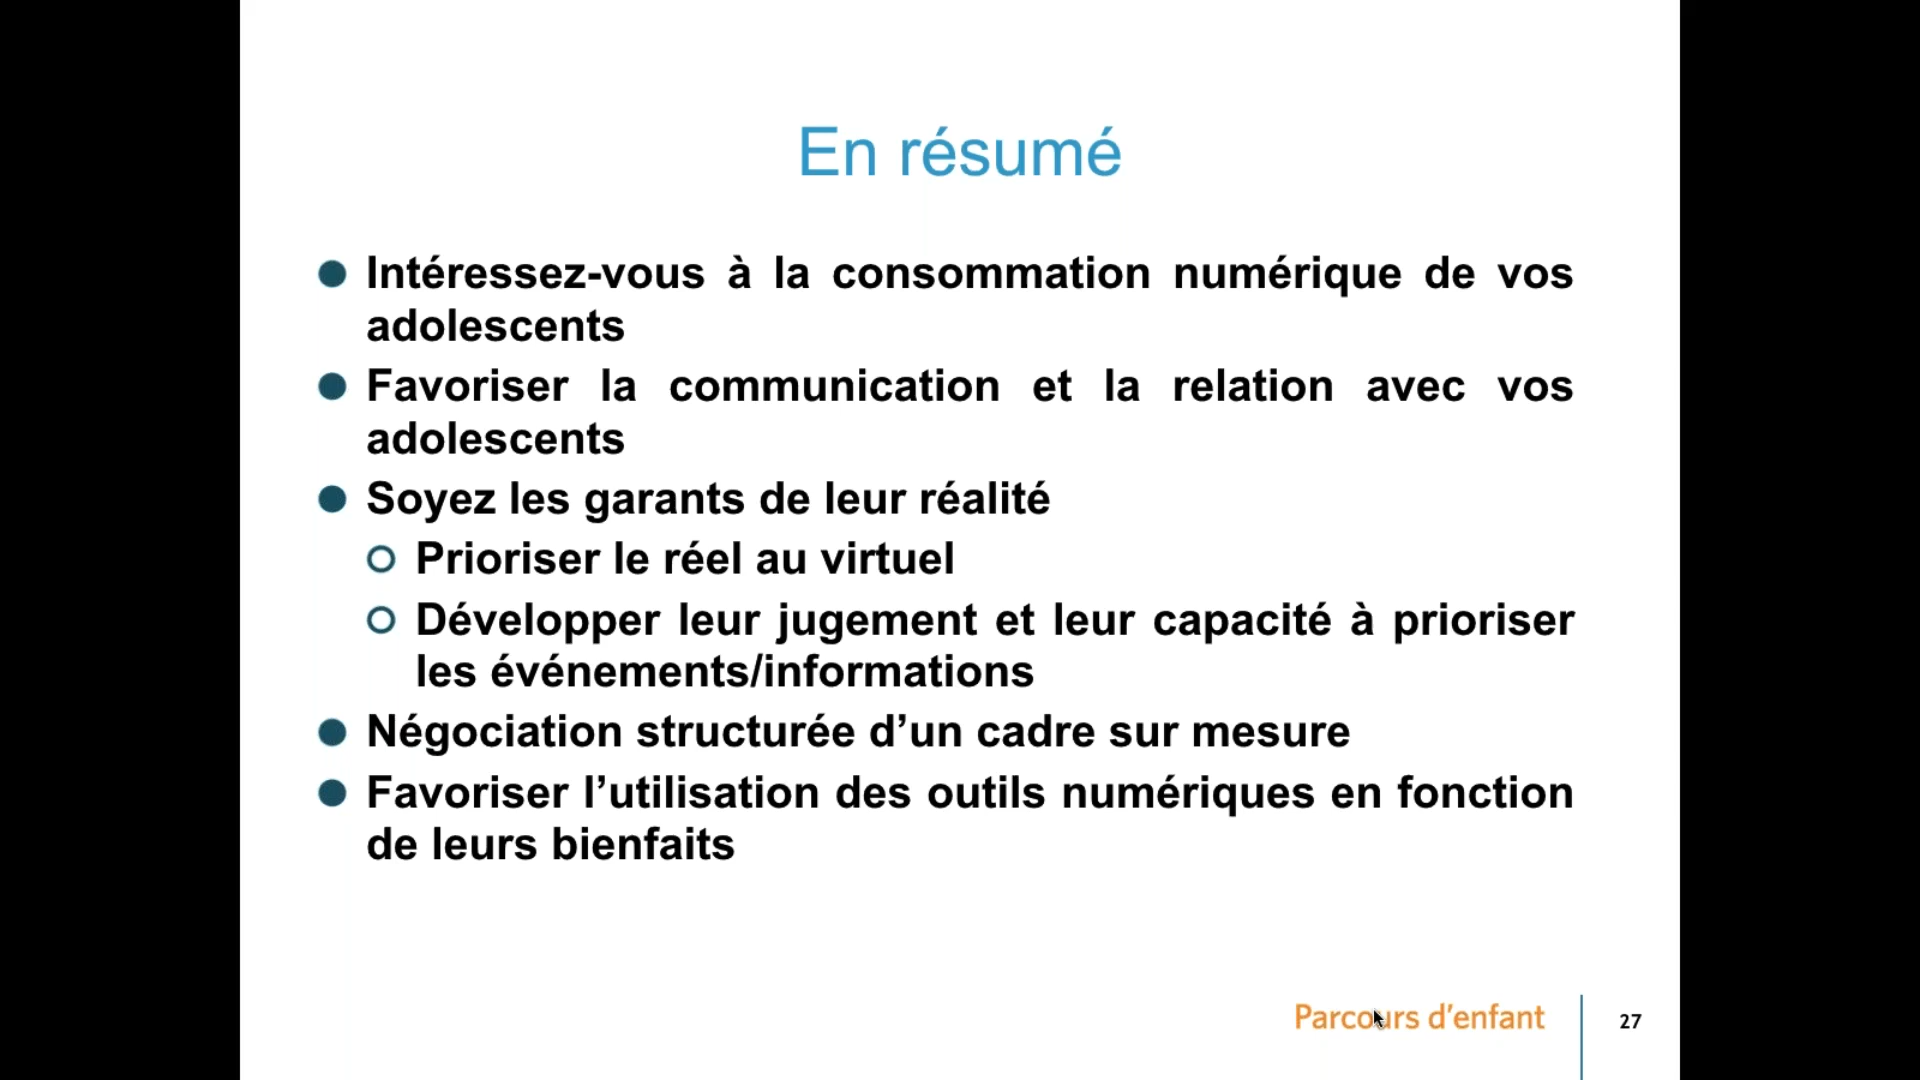 En résumé
Intéressez-vous à la consommation numérique de vos
adolescents
Favoriser la communication et la relation avec vos
adolescents
Soyez les garants de leur réalité
Prioriser le réel au virtuel
Développer leur jugement et leur capacité à prioriser
les événements/informations
Négociation structurée d’un cadre sur mesure
Favoriser l’utilisation des outils numériques en fonction
de leurs bienfaits
Parcours d’enfant
27